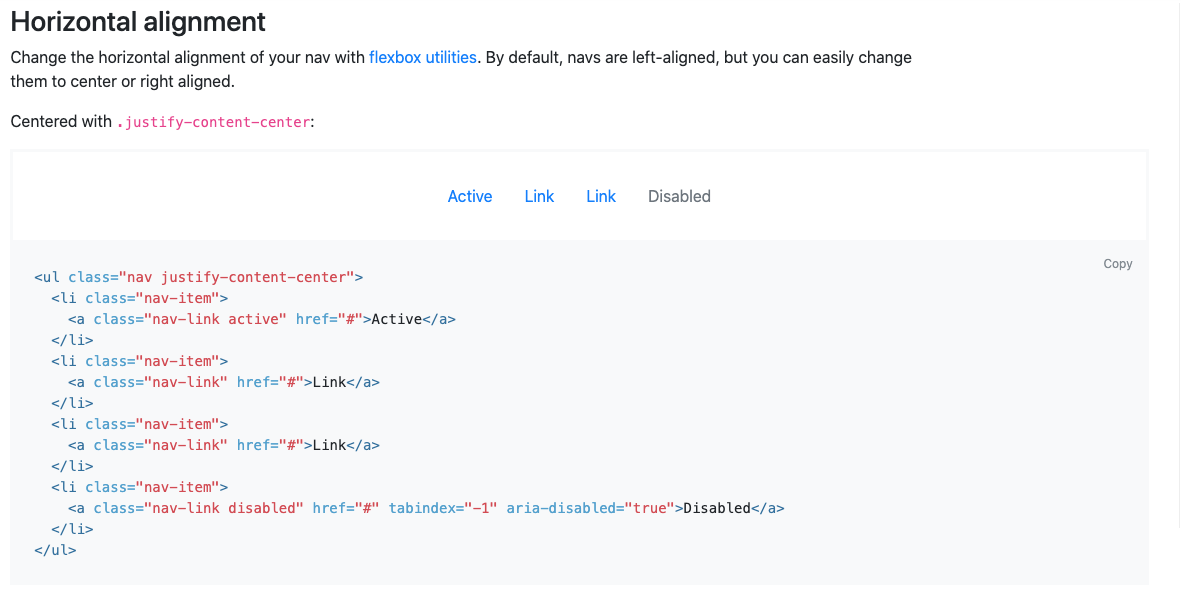 Horizontal alignment
Change the horizontal alignment of your nav with flexbox utilities. By default, navs are left-aligned, but you can easily change
them to center or right aligned.
Centered with .justify-content-center:
Active Link Link Disabled
Copy
<ul class="nav justify-content-center">
  <li class="nav-item">
    <a class="nav-link active" href="#">Active</a>
  </li>
  <li class="nav-item">
    <a class="nav-link" href="#">Link</a>
  </li>
  <li class="nav-item">
    <a class="nav-link" href="#">Link</a>
  </li>
  <li class="nav-item">
    <a class="nav-link disabled" href="#" tabindex="-1" aria-disabled="true">Disabled</a>
  </li>
</ul>